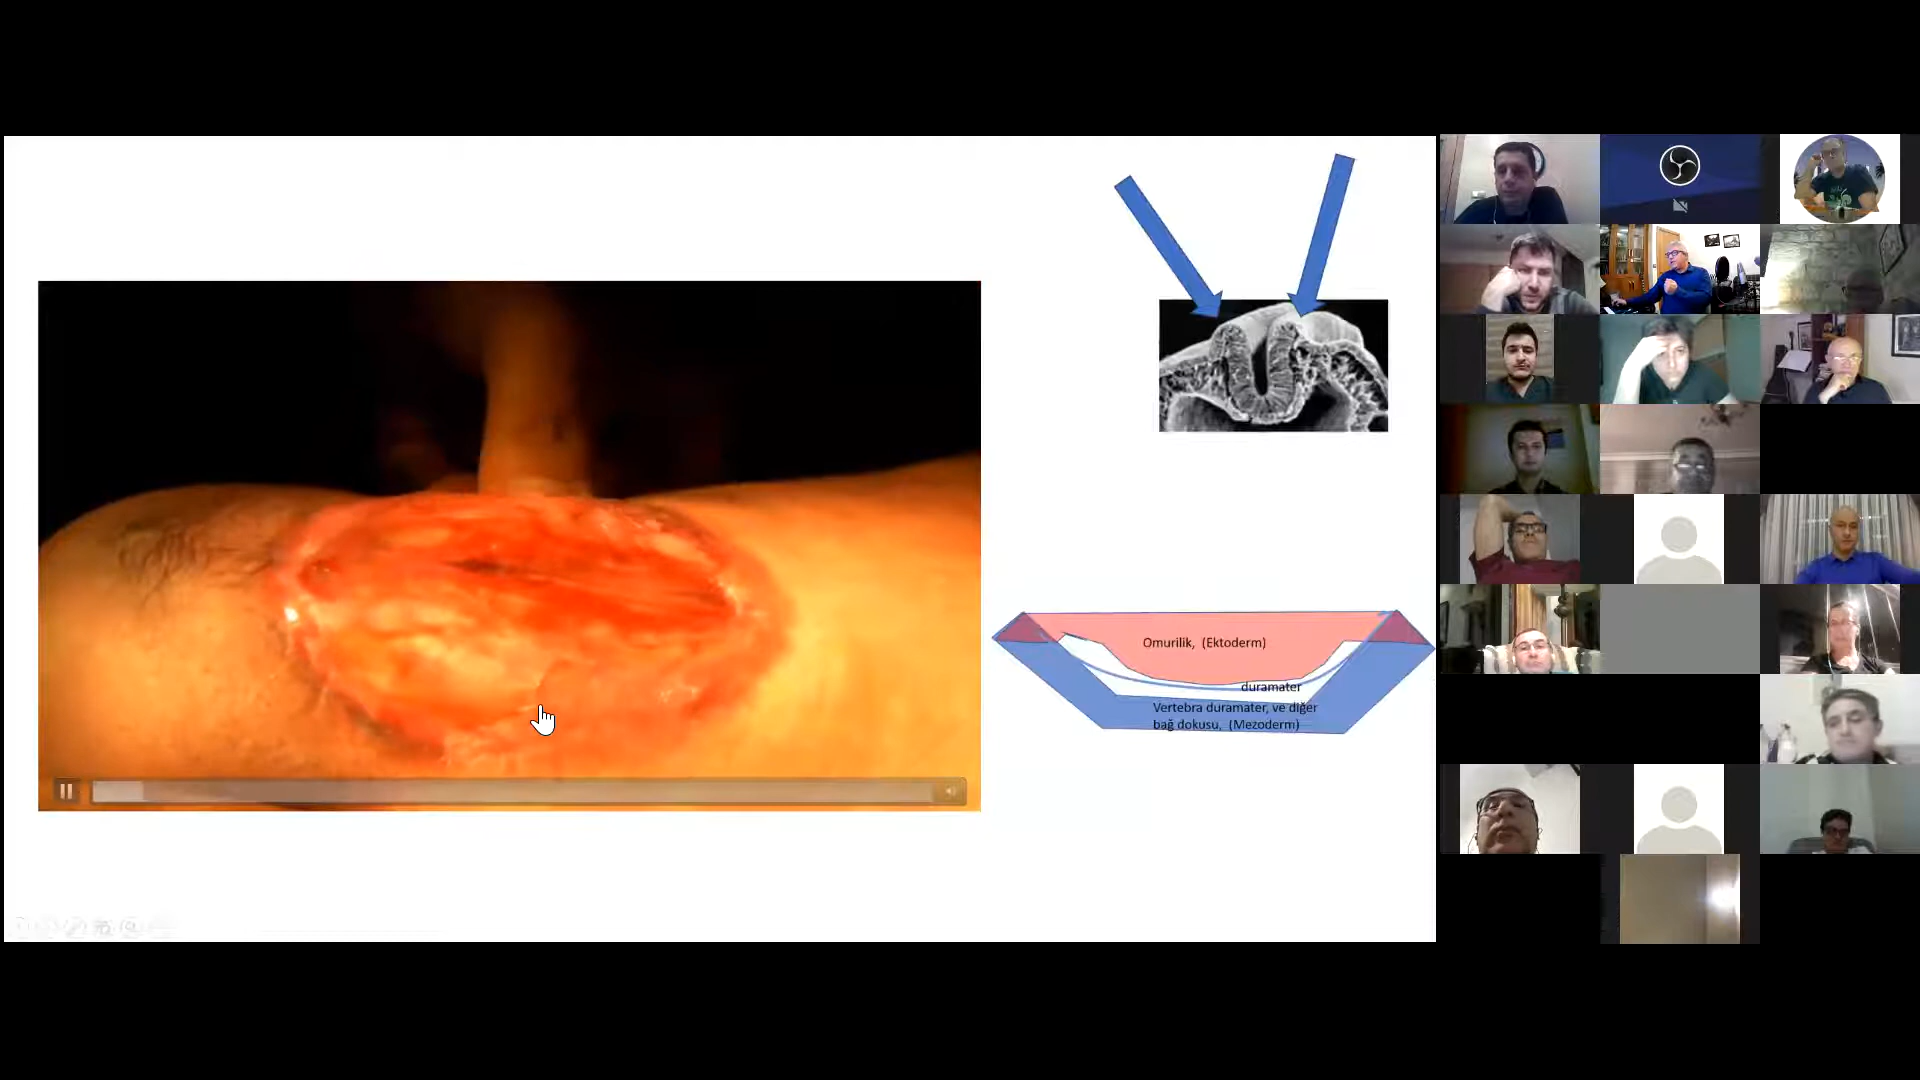 Omurilik, (Ektoderm)
duramater
Vertebra duramater, ve diğer
bağ dokusu, (Mezoderm)